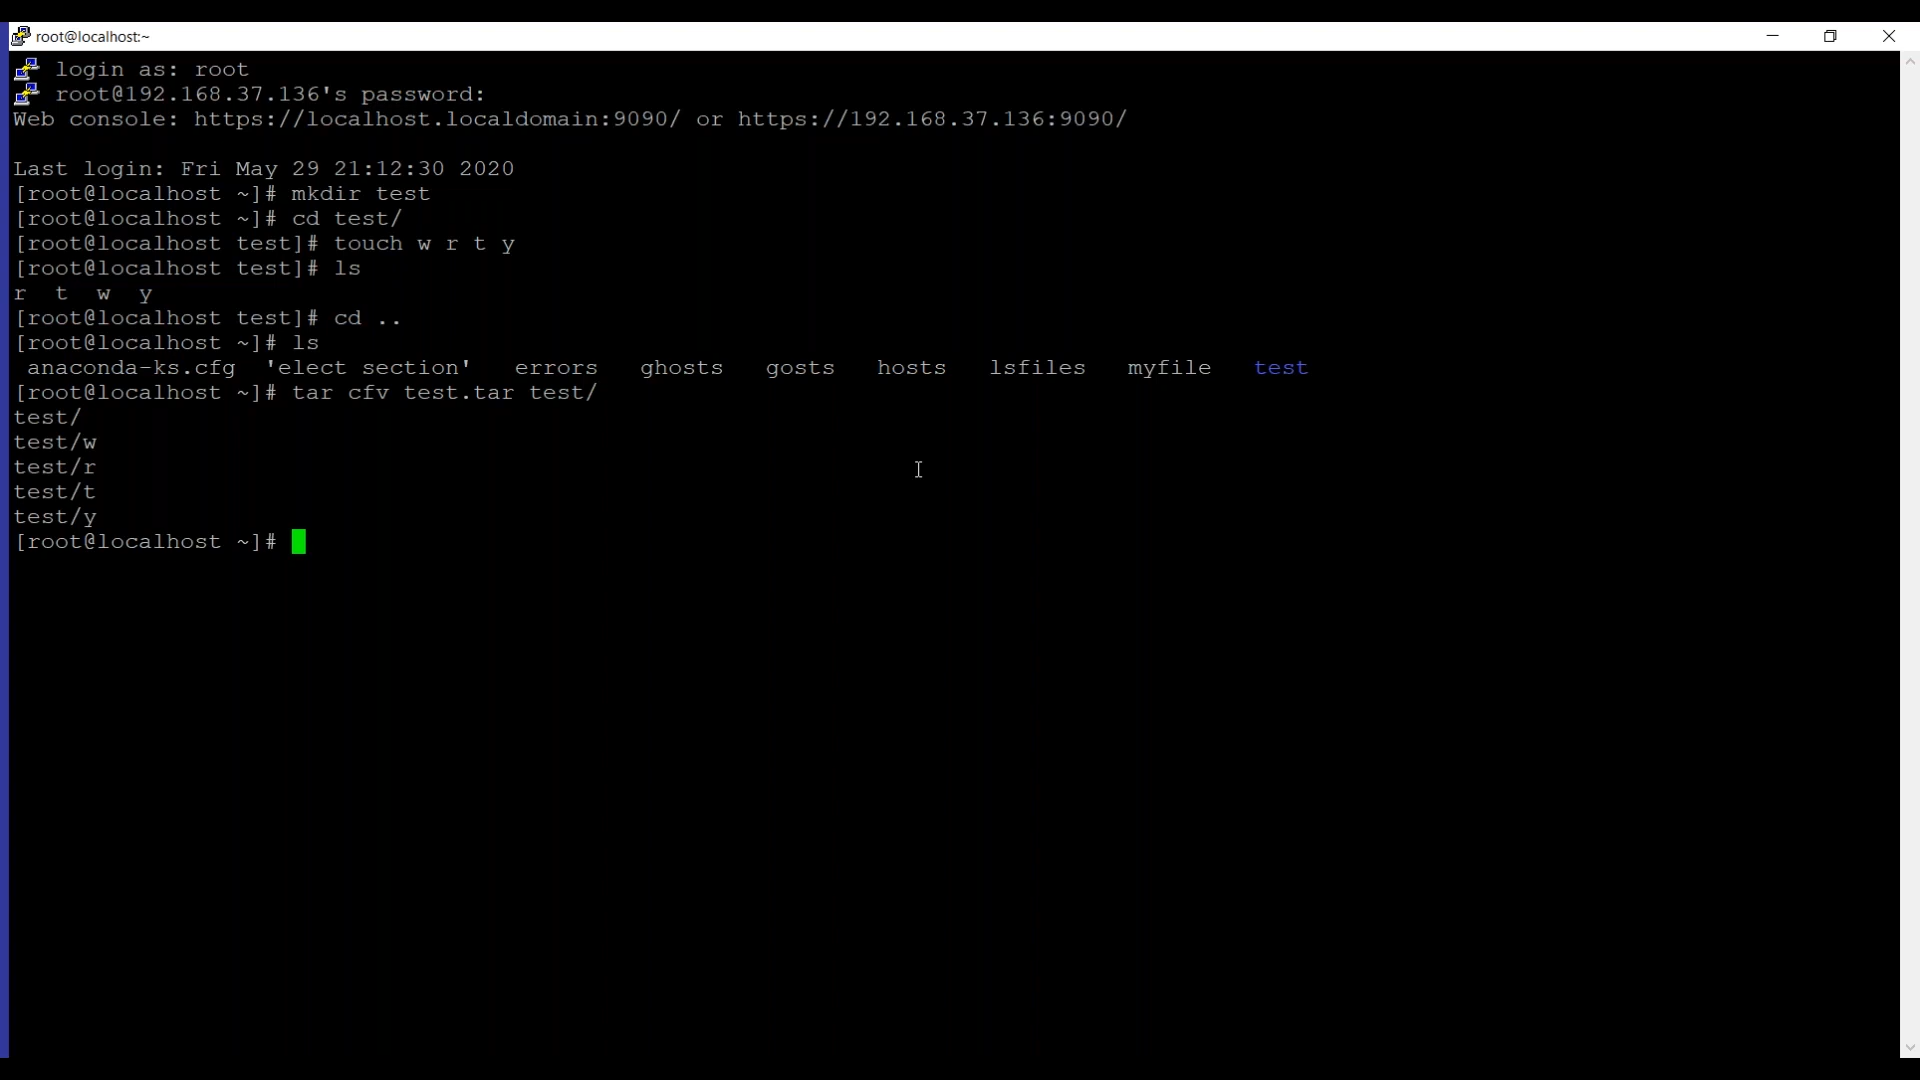 root@localhost:~
login as: root
root@192.168.37.136's password:
Web console: https://localhost.localdomain:9090/ or https://192.168.37.136:9090/
Last login: Fri May 29 21:12:30 2020
[root@localhost ~]# mkdir test
[root@localhost ~]# cd test/
[root@localhost test]# touch w r t y
[root@localhost test]# ls
r  t  w  y
[root@localhost test]# cd ..
[root@localhost ~]# ls
anaconda-ks.cfg  'elect section'   errors   ghosts   gosts   hosts   lsfiles   myfile   test
[root@localhost ~]# tar cfv test.tar test/
test/
test/w
test/r
test/t
test/y
[root@localhost ~]#